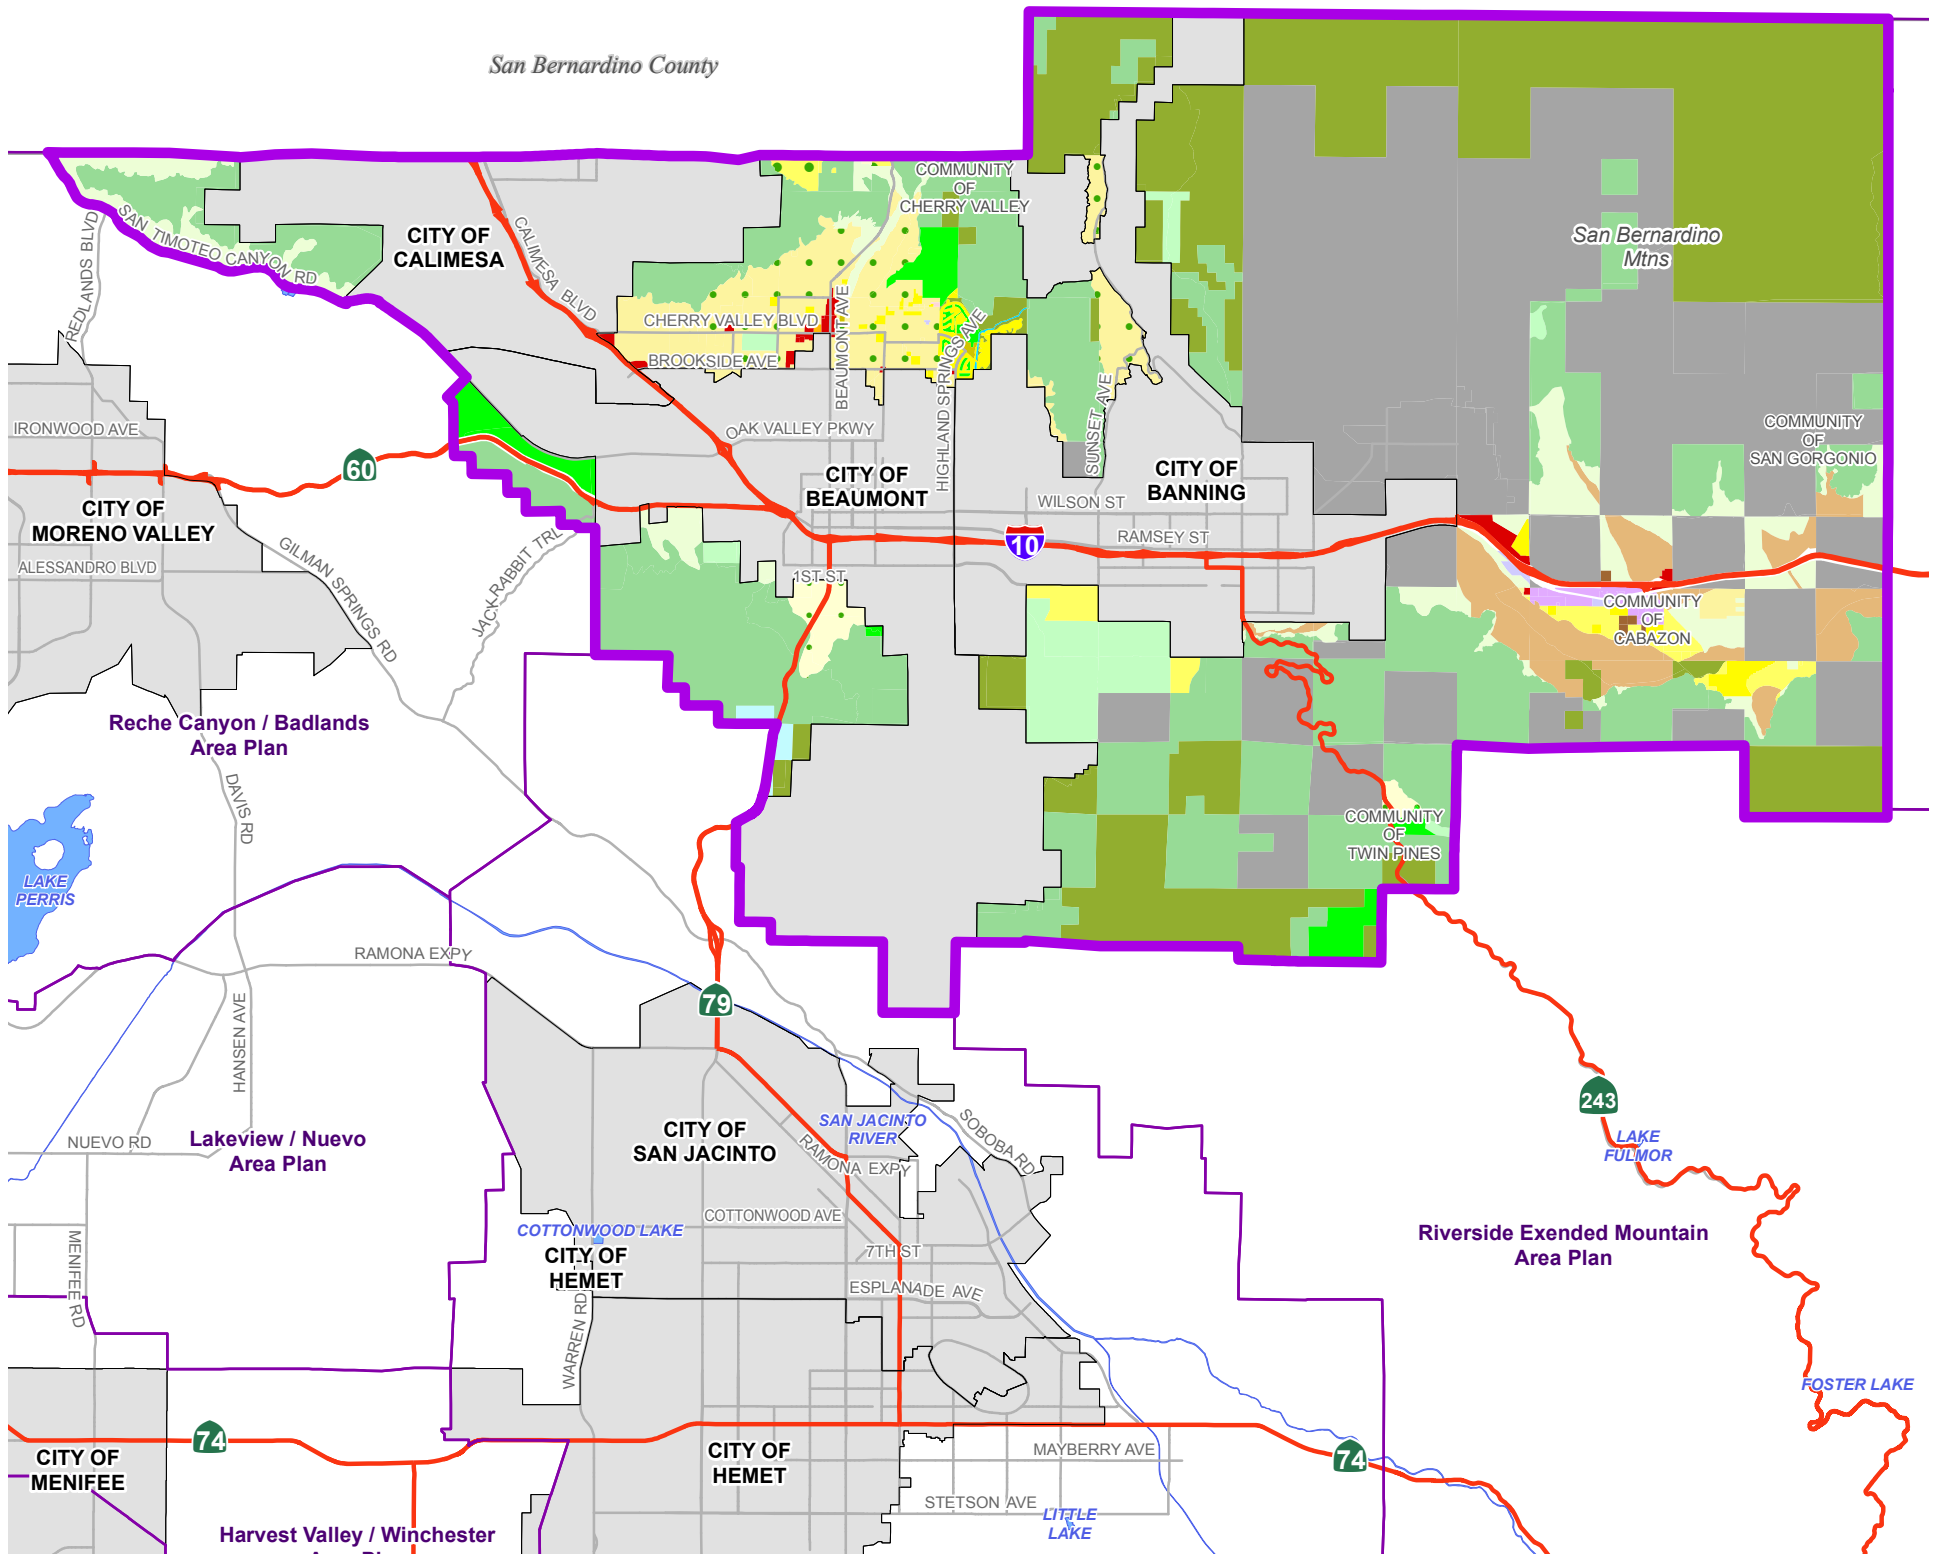 San Bernardino County
COMMUNITY
OF
CHERRY VALLEY
CITY OF
CALIMESA
SAN TIMOTEO CANYON RD
REDLANDS BLVD
CALIMESA BLVD
San Bernardino
Mtns
CHERRY VALLEY BLVD
BROOKSIDE AVE
BEAUMONT AVE
HIGHLAND SPRINGS AVE
SUNSET AVE
IRONWOOD AVE
60
OAK VALLEY PKWY
COMMUNITY
OF
SAN GORGONIO
CITY OF
BEAUMONT
CITY OF
BANNING
CITY OF
MORENO VALLEY
WILSON ST
10
RAMSEY ST
ALESSANDRO BLVD
GILMAN SPRINGS RD
JACK RABBIT TRL
1ST ST
COMMUNITY
OF
CABAZON
Reche Canyon / Badlands
Area Plan
DAVIS RD
COMMUNITY
OF
TWIN PINES
LAKE
PERRIS
RAMONA EXPY
HANSEN AVE
79
243
NUEVO RD
Lakeview / Nuevo
Area Plan
CITY OF
SAN JACINTO
SAN JACINTO
RIVER
RAMONA EXPY
SOBOBA RD
LAKE
FULMOR
COTTONWOOD AVE
COTTONWOOD LAKE
CITY OF
HEMET
7TH ST
ESPLANADE AVE
MENIFEE RD
WARREN RD
Riverside Exended Mountain
Area Plan
FOSTER LAKE
74
CITY OF
MENIFEE
CITY OF
HEMET
MAYBERRY AVE
74
STETSON AVE
LITTLE
LAKE
Harvest Valley / Winchester
Area Pl